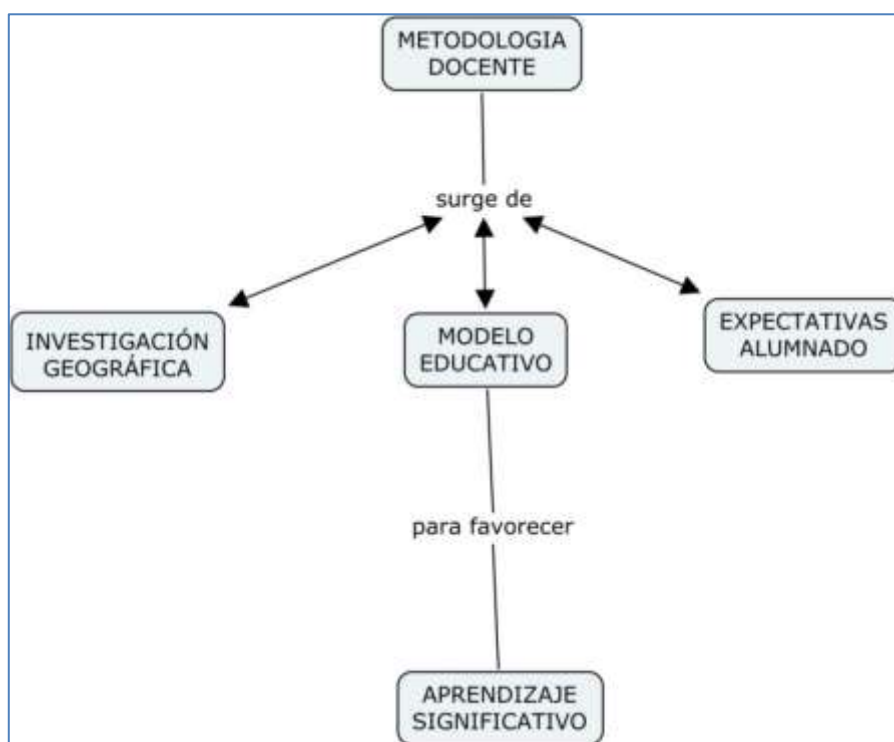 METODOLOGIA
DOCENTE
surge de
INVESTIGACIÓN
GEOGRÁFICA
MODELO
EDUCATIVO
EXPECTATIVAS
ALUMNADO
para favorecer
APRENDIZAJE
SIGNIFICATIVO